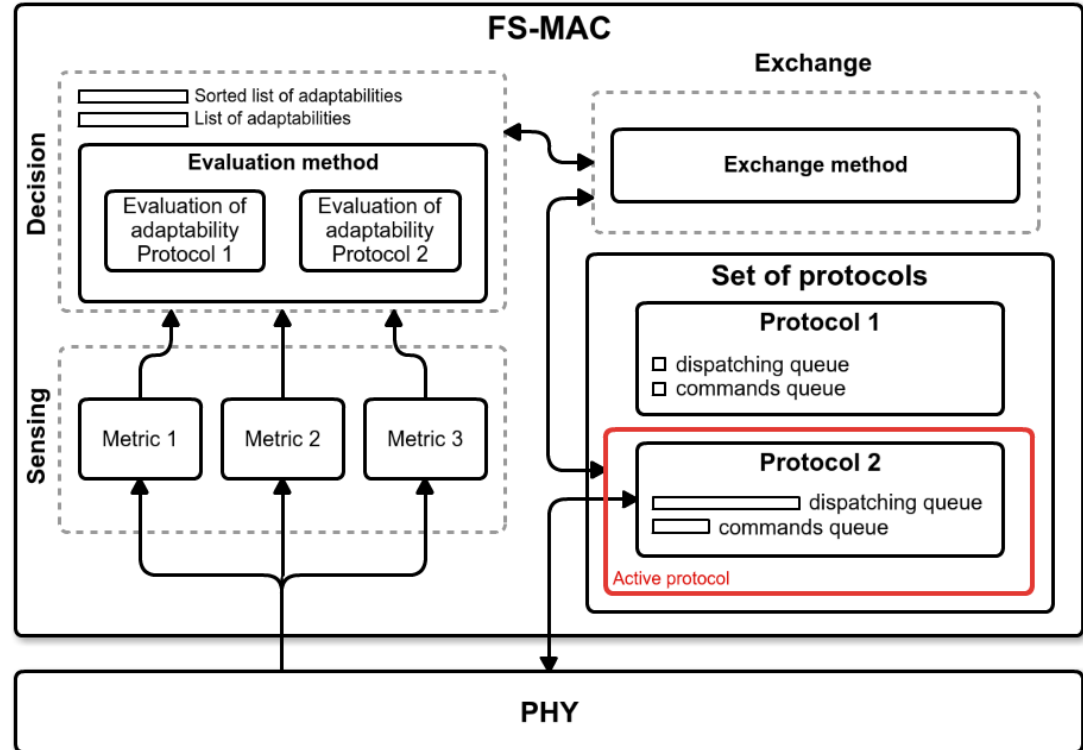 FS-MAC
Decision
Sorted list of adaptabilities
List of adaptabilities
Evaluation method
Evaluation of
adaptability
Protocol 1
Evaluation of
adaptability
Protocol 2
Exchange
Exchange method
Sensing
Metric 1
Metric 2
Metric 3
Set of protocols
Protocol 1
dispatching queue
commands queue
Protocol 2
dispatching queue
commands queue
Active protocol
PHY